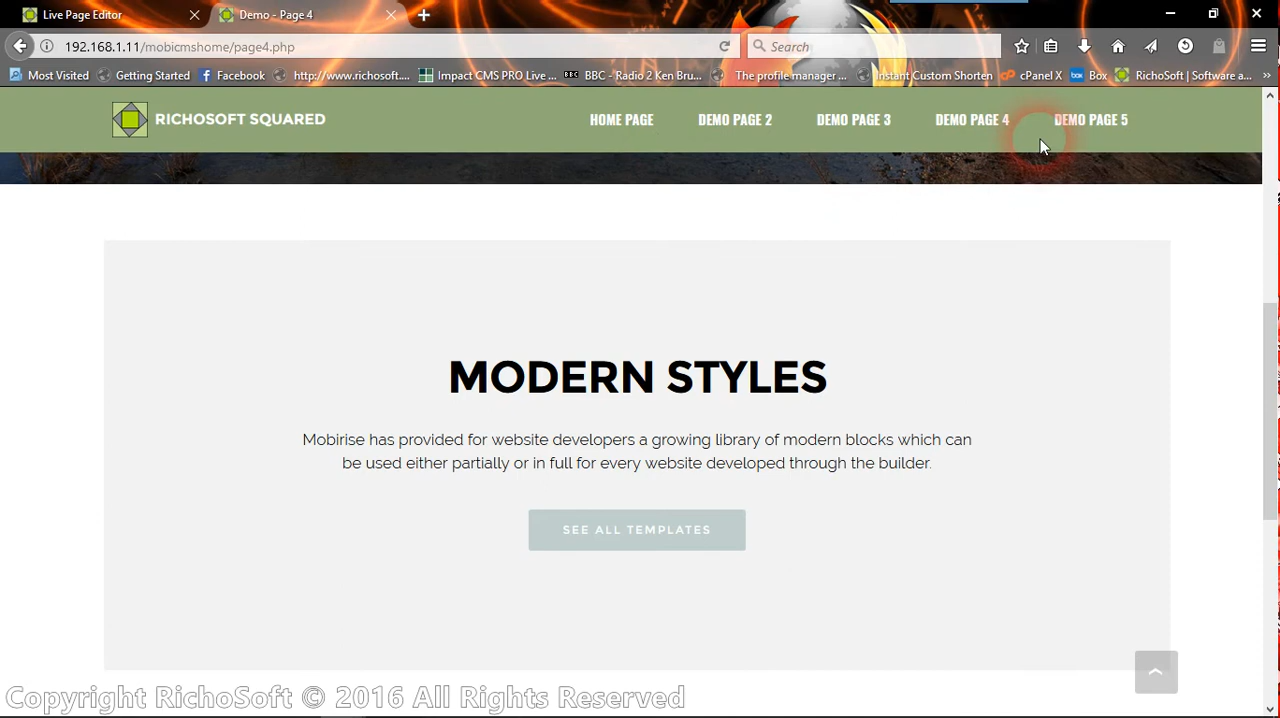 Live Page Editor
Demo - Page 4
192.168.1.11/mobicmshome/page4.php
Search
Most Visited
Getting Started
Facebook
http://www.richosoft....
Impact CMS PRO Live ...
BBC - Radio 2 Ken Bru...
The profile manager ...
Instant Custom Shorten
cPanel X
Box
RichoSoft | Software a...
RICHOSOFT SQUARED
HOME PAGE
DEMO PAGE 2
DEMO PAGE 3
DEMO PAGE 4
DEMO PAGE 5
MODERN STYLES
Mobirise has provided for website developers a growing library of modern blocks which can
be used either partially or in full for every website developed through the builder.
SEE ALL TEMPLATES
Copyright RichoSoft © 2016 All Rights Reserved